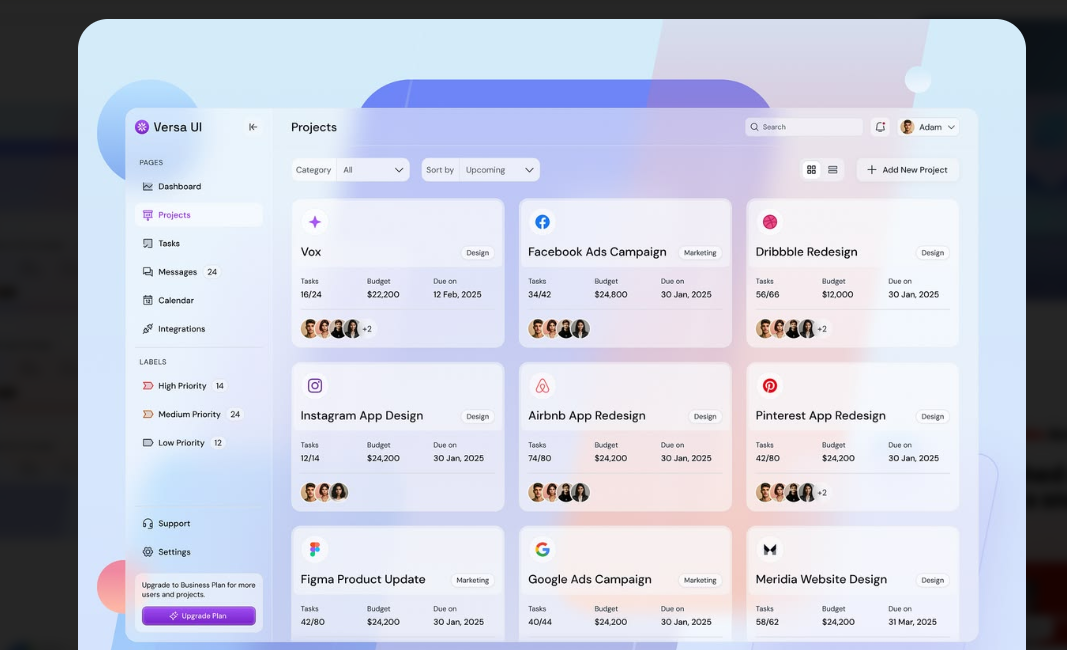 Versa UI
Projects
Search
Adam
PAGES
Dashboard
Projects
Tasks
Messages 24
Calendar
Integrations
LABELS
High Priority 14
Medium Priority 24
Low Priority 12
Support
Settings
Upgrade to Business Plan for more
users and projects.
Upgrade Plan
Category All
Sort by Upcoming
Add New Project
Vox Design
Tasks Budget Due on
16/24 $22,200 12 Feb, 2025
+2
Facebook Ads Campaign Marketing
Tasks Budget Due on
34/42 $24,800 30 Jan, 2025
Dribbble Redesign Design
Tasks Budget Due on
56/66 $12,000 30 Jan, 2025
+2
Instagram App Design Design
Tasks Budget Due on
12/14 $24,200 30 Jan, 2025
Airbnb App Redesign Design
Tasks Budget Due on
74/80 $24,200 30 Jan, 2025
Pinterest App Redesign Design
Tasks Budget Due on
42/80 $24,200 30 Jan, 2025
+2
Figma Product Update Marketing
Tasks Budget Due on
42/80 $24,200 30 Jan, 2025
Google Ads Campaign Marketing
Tasks Budget Due on
40/44 $24,200 30 Jan, 2025
Meridia Website Design Design
Tasks Budget Due on
58/62 $24,200 31 Mar, 2025